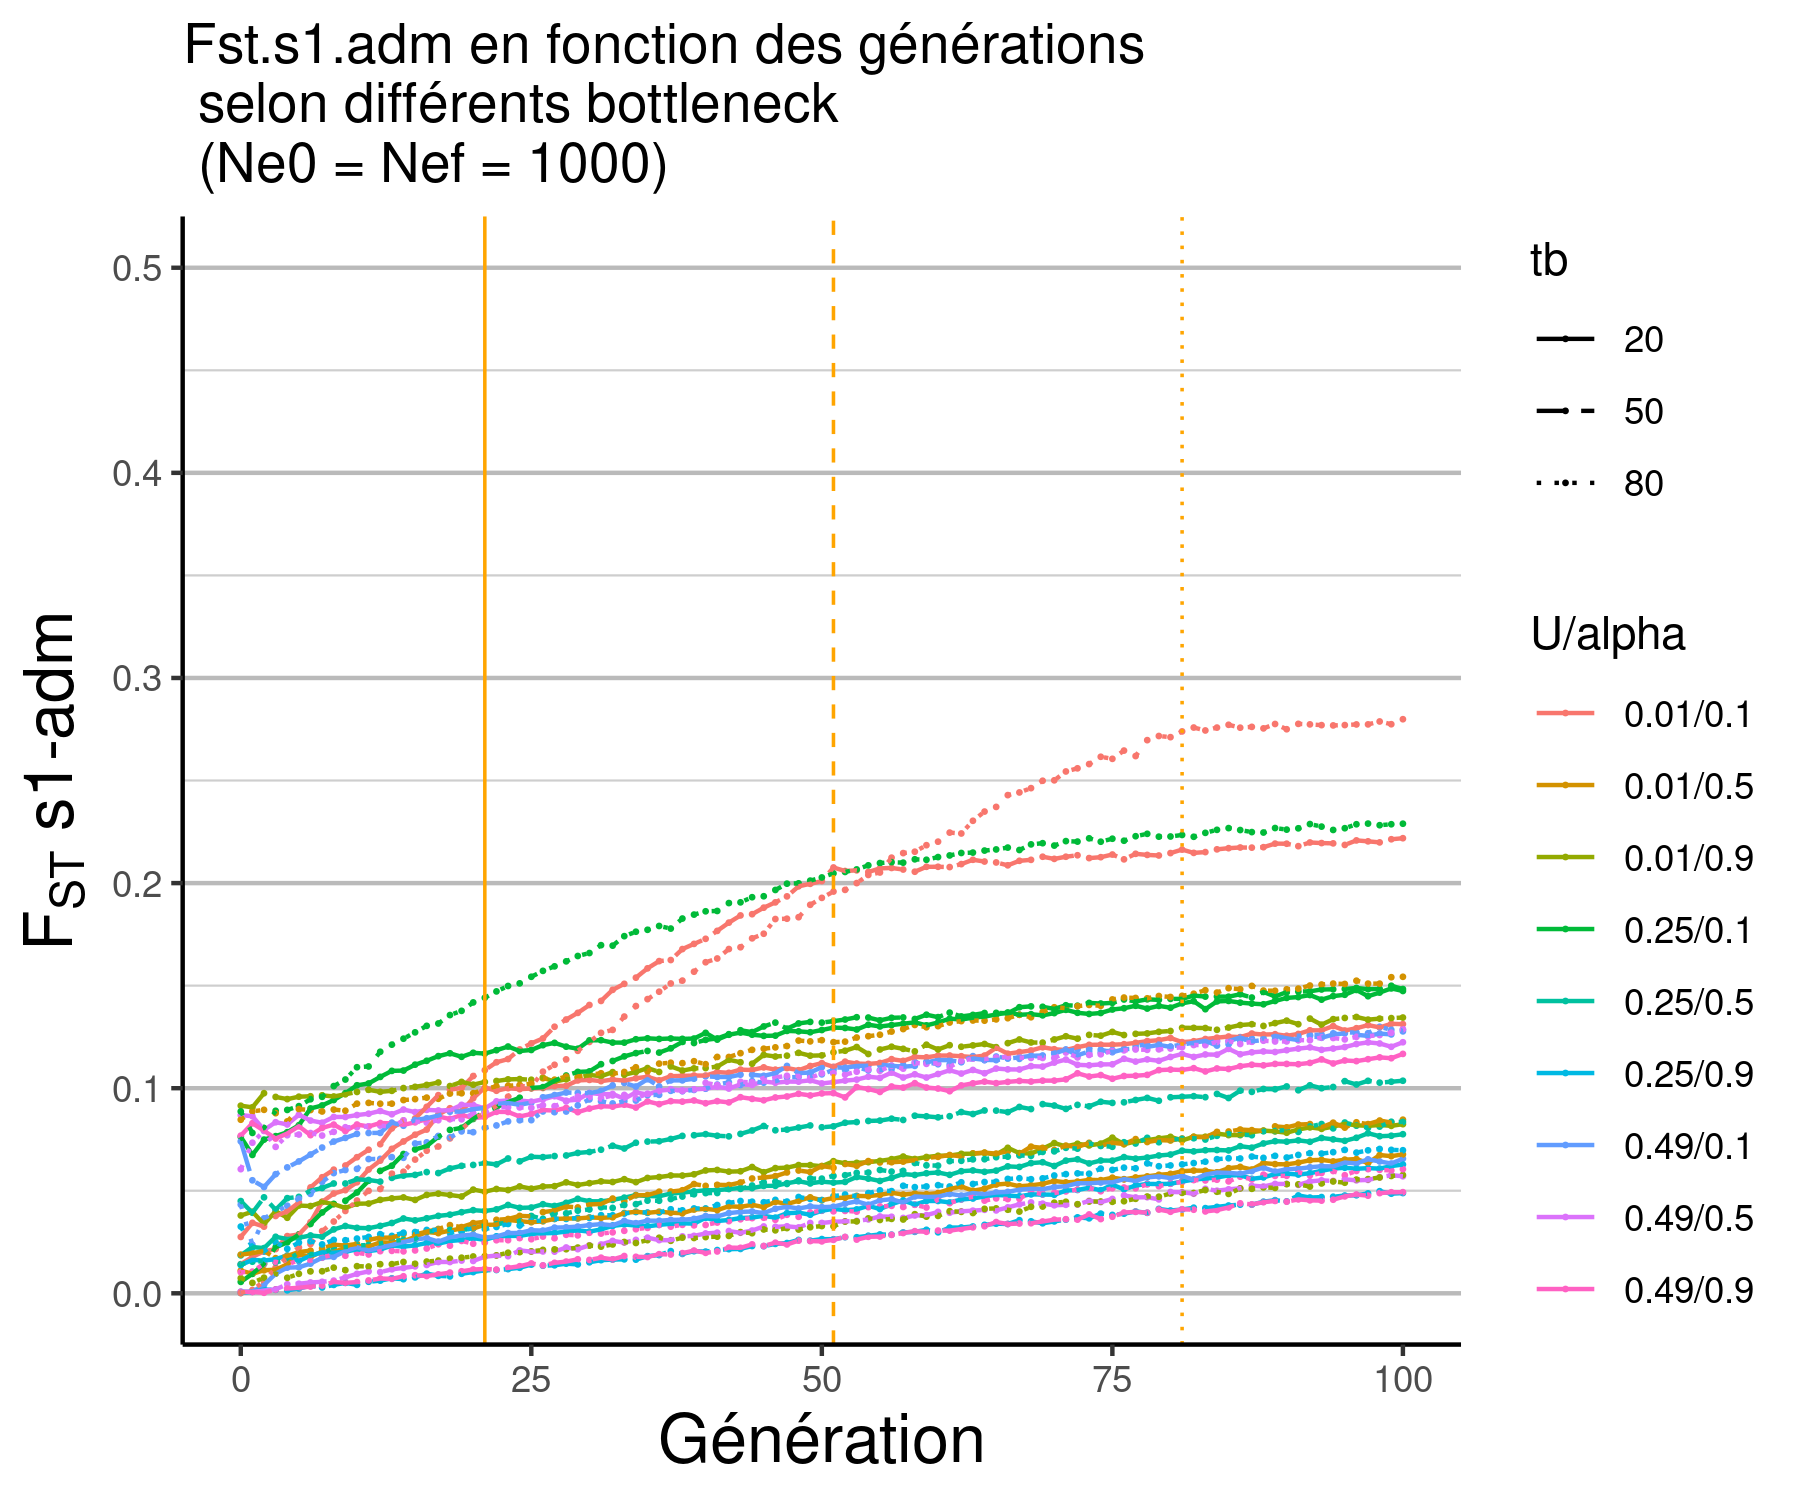 Fst.s1.adm en fonction des générations
selon différents bottleneck
(Ne0 = Nef = 1000)
F_ST s1-adm
0.5
0.4
0.3
0.2
0.1
0.0
0 25 50 75 100
Génération
tb
20
50
80
U/alpha
0.01/0.1
0.01/0.5
0.01/0.9
0.25/0.1
0.25/0.5
0.25/0.9
0.49/0.1
0.49/0.5
0.49/0.9